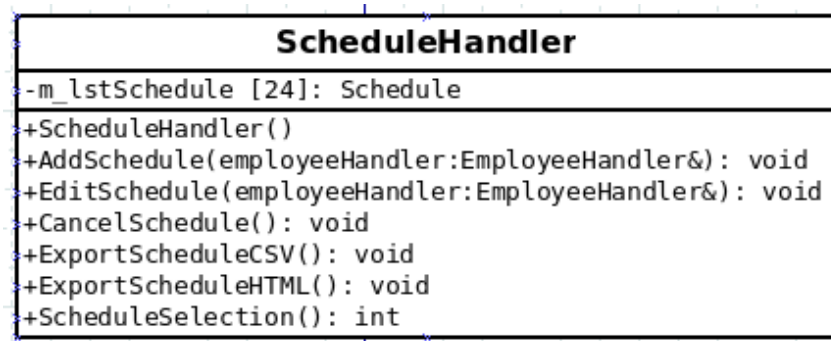 ScheduleHandler
-m_lstSchedule [24]: Schedule
+ScheduleHandler()
+AddSchedule(employeeHandler:EmployeeHandler&): void
+EditSchedule(employeeHandler:EmployeeHandler&): void
+CancelSchedule(): void
+ExportScheduleCSV(): void
+ExportScheduleHTML(): void
+ScheduleSelection(): int